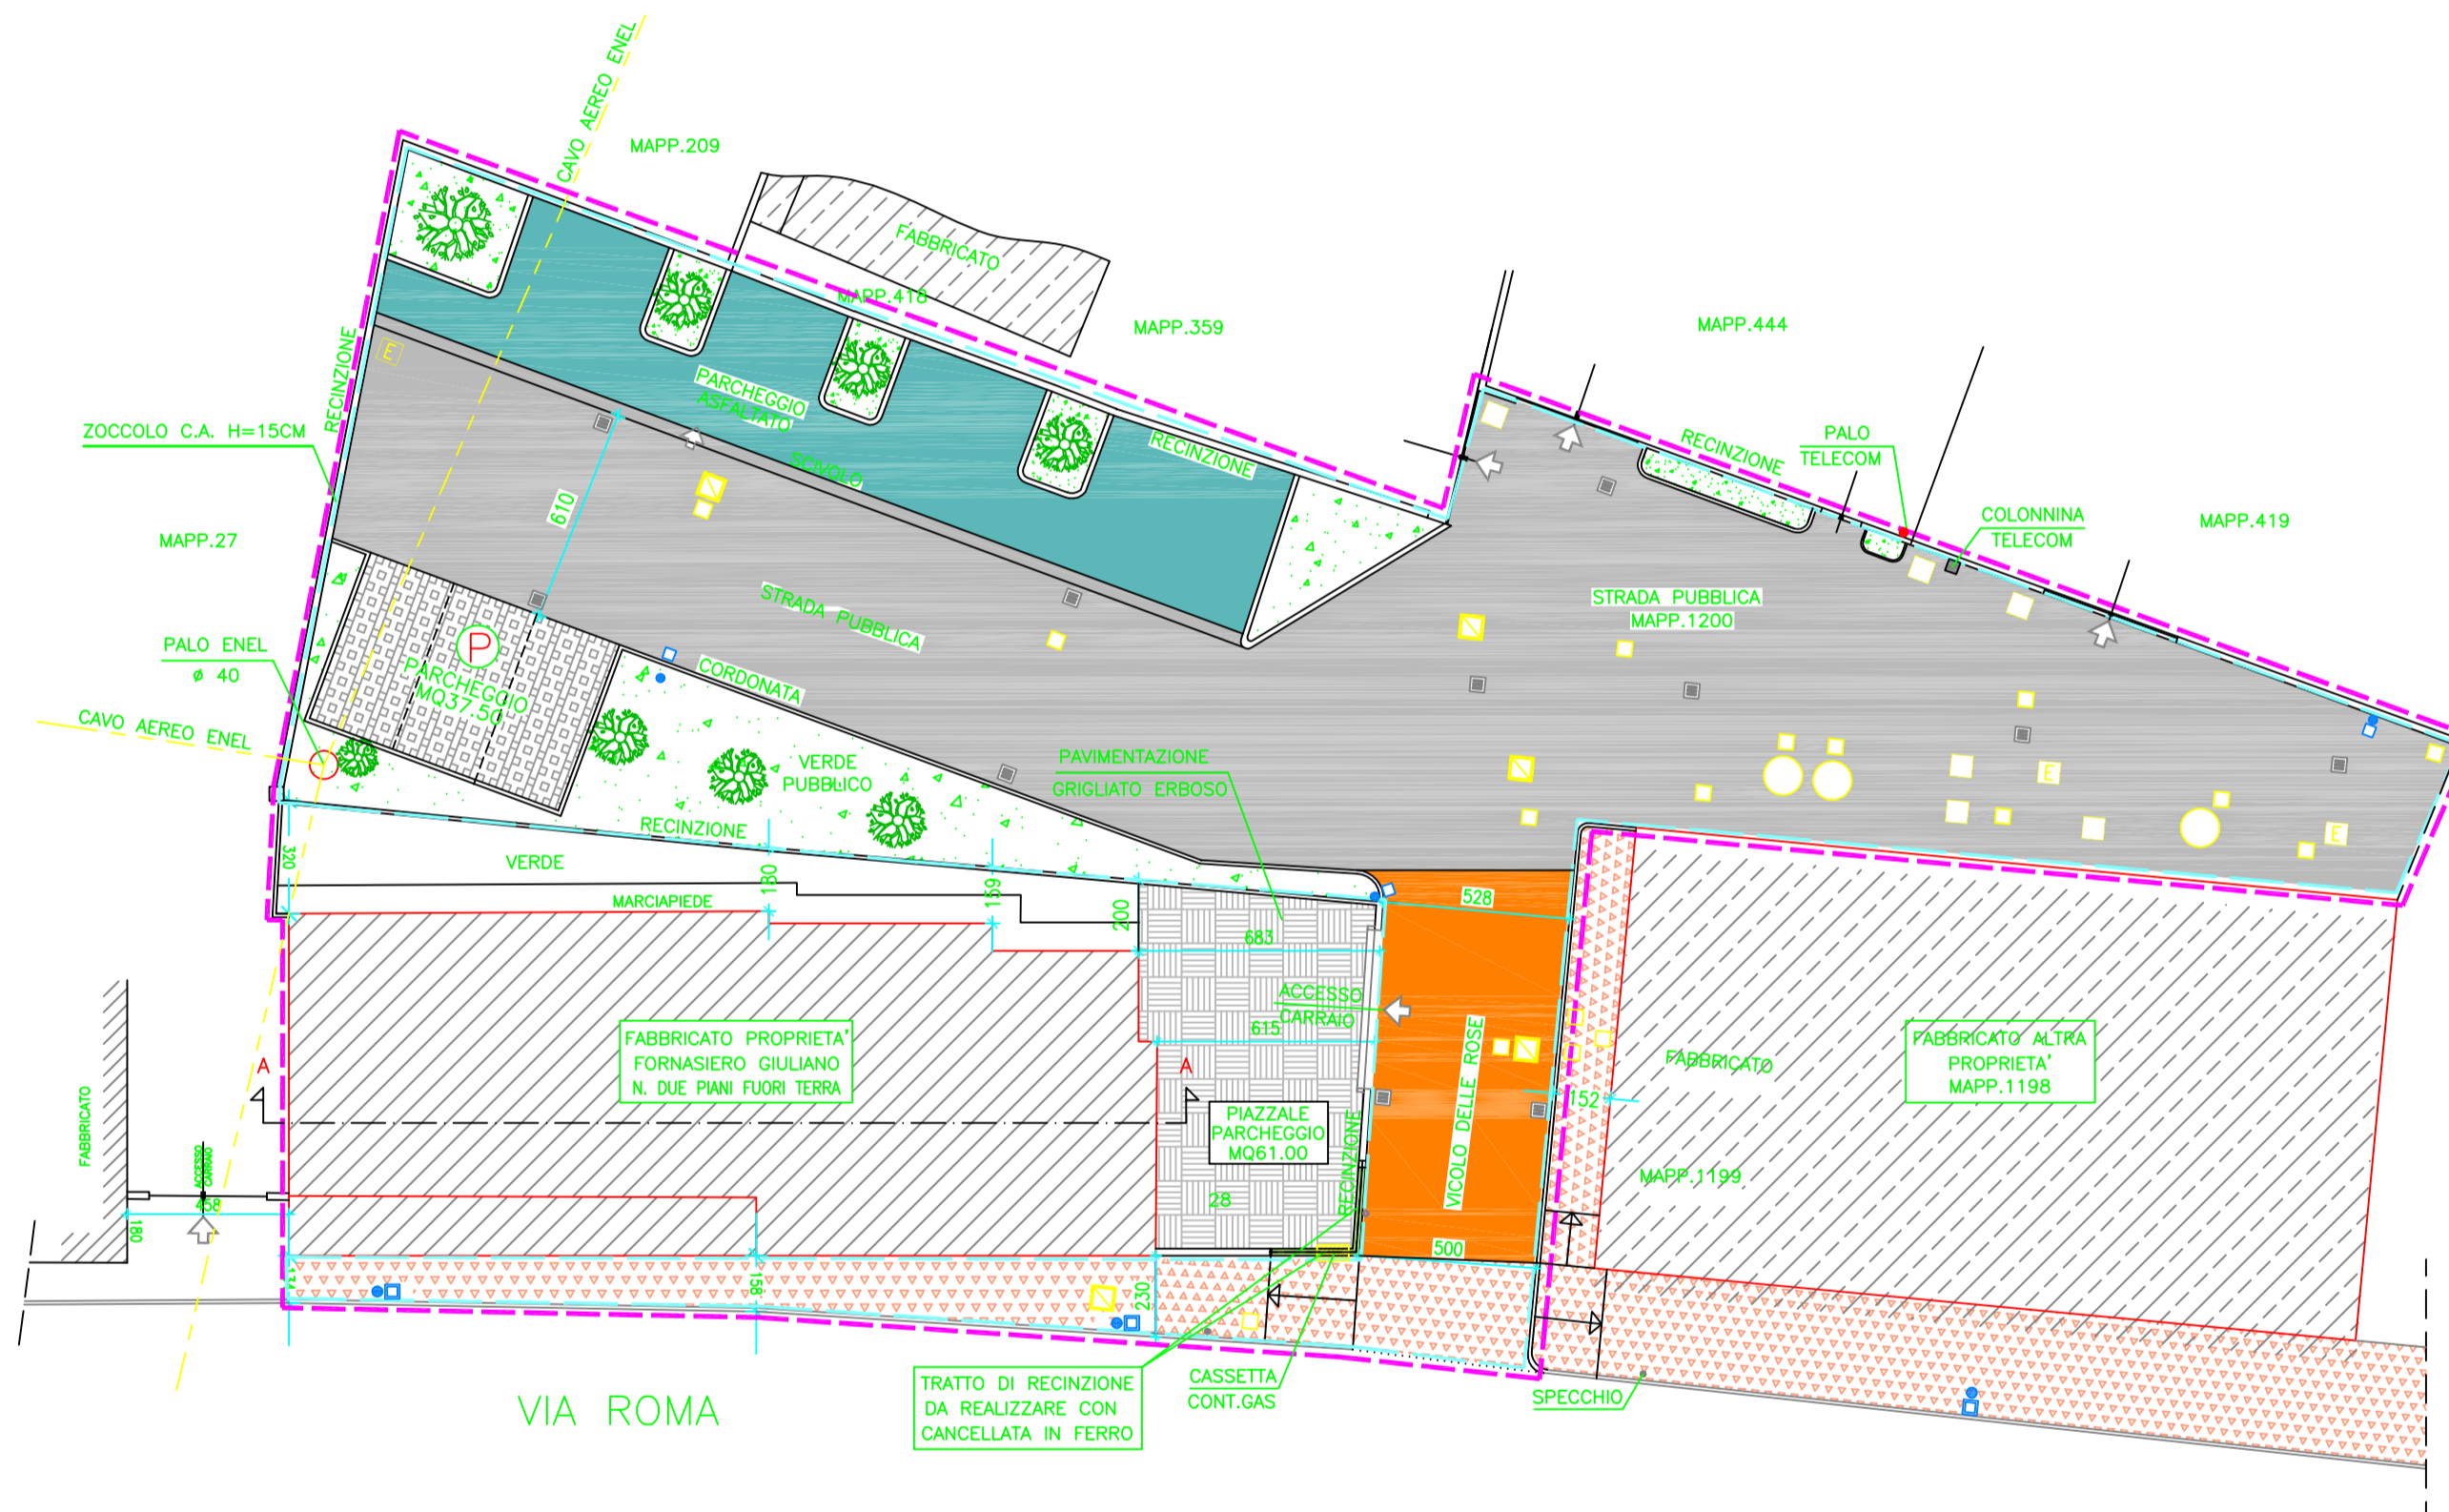 CAVO AEREO ENEL
MAPP.209
FABBRICATO
MAPP.418
MAPP.359
MAPP.444
RECINZIONE
E
PARCHEGGIO
ASFALTATO
RECINZIONE
RECINZIONE
PALO
TELECOM
ZOCCOLO C.A. H=15CM
SCIVOLO
610
COLONNINA
TELECOM
MAPP.419
MAPP.27
STRADA PUBBLICA
STRADA PUBBLICA
MAPP.1200
PALO ENEL
ø 40
P
PARCHEGGIO
MQ37.50
CORDONATA
CAVO AEREO ENEL
VERDE
PUBBLICO
PAVIMENTAZIONE
GRIGLIATO ERBOSO
E
E
RECINZIONE
320
VERDE
180
169
MARCIAPIEDE
200
528
683
ACCESSO
CARRAIO
615
FABBRICATO PROPRIETA'
FORNASIERO GIULIANO
N. DUE PIANI FUORI TERRA
A
A
FABBRICATO
FABBRICATO ALTRA
PROPRIETA'
MAPP.1198
152
PIAZZALE
PARCHEGGIO
MQ61.00
RECINZIONE
VICOLO DELLE ROSE
FABBRICATO
ACCESSO
CARRAIO
MAPP.1199
458
180
28
500
158
230
TRATTO DI RECINZIONE
DA REALIZZARE CON
CANCELLATA IN FERRO
CASSETTA
CONT.GAS
SPECCHIO
VIA ROMA